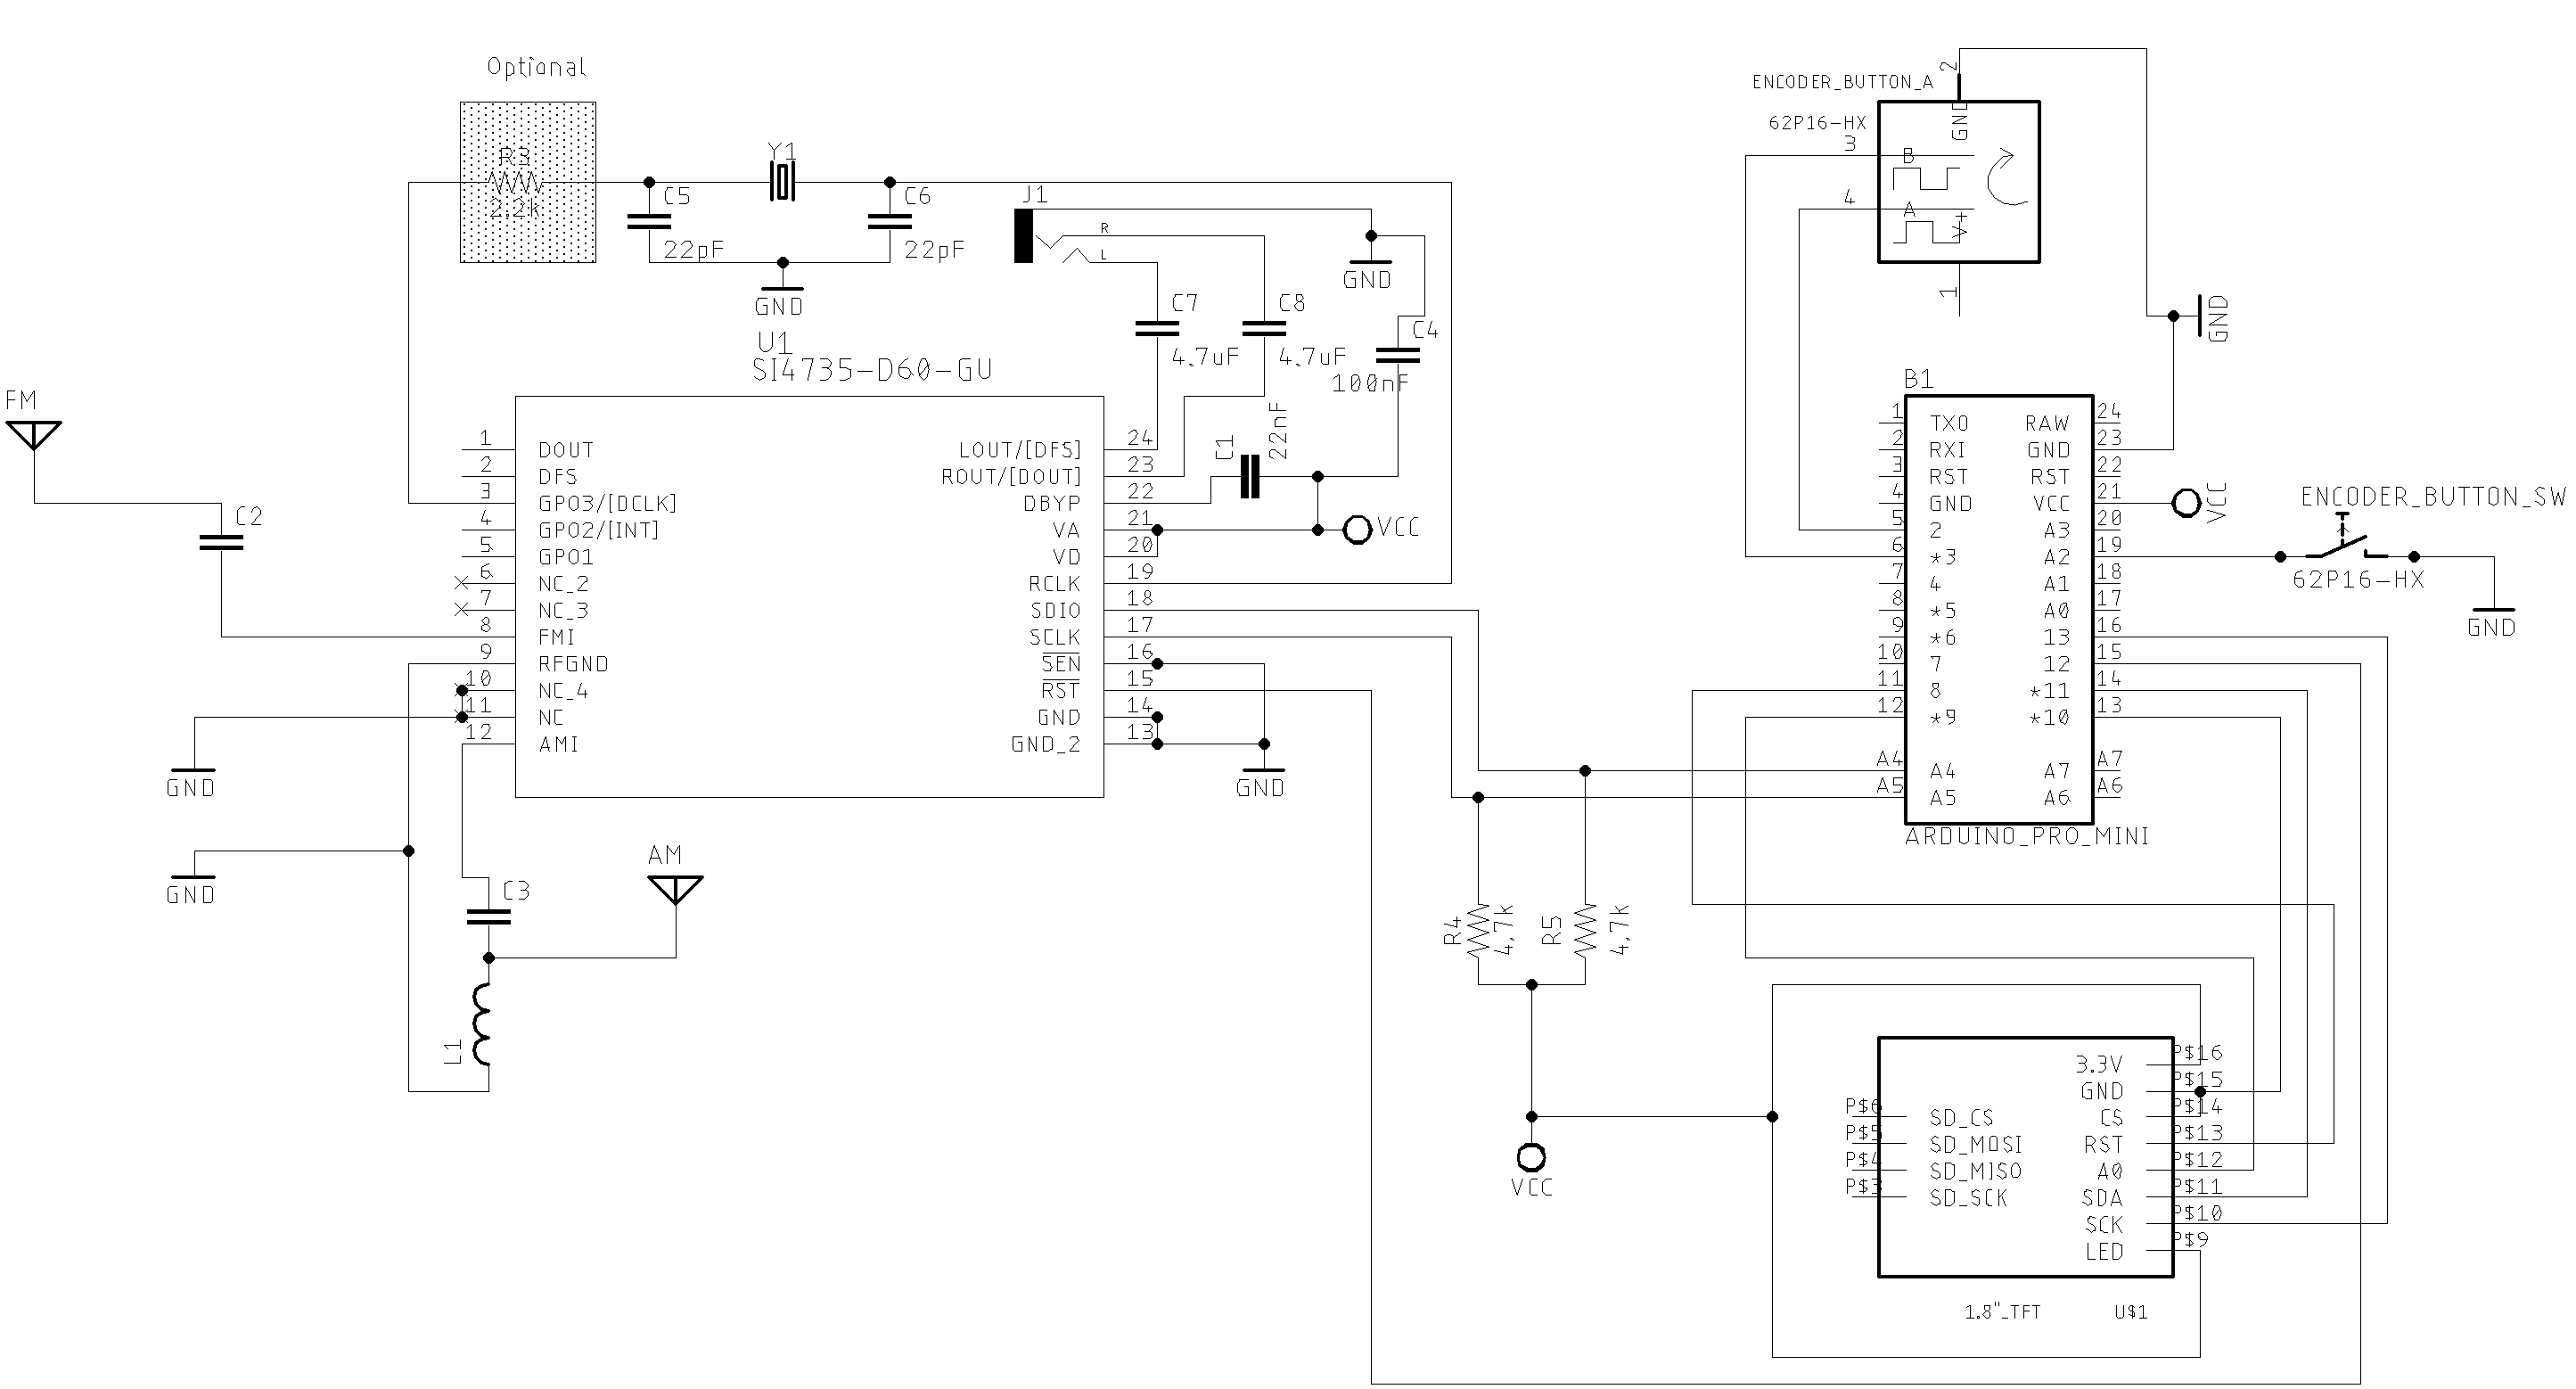 Optional
R3
2.2k
Y1
C5
22pF
C6
22pF
GND
J1
R
L
GND
C7
4.7uF
C8
4.7uF
C4
100nF
U1
SI4735-D60-GU
C1
22nF
FM
C2
1 DOUT
2 DFS
3 GPO3/[DCLK]
4 GPO2/[INT]
5 GPO1
6 NC_2
7 NC_3
8 FMI
9 RFGND
10 NC_4
11 NC
12 AMI
LOUT/[DFS] 24
ROUT/[DOUT] 23
DBYP 22
VA 21
VD 20
RCLK 19
SDIO 18
SCLK 17
SEN 16
RST 15
GND 14
GND_2 13
VCC
GND
GND
GND
AM
C3
L1
R4
4,7k
R5
4,7k
VCC
ENCODER_BUTTON_A
62P16-HX
2
GND
3
B
4
A
V+
1
GND
B1
1 TXO
2 RXI
3 RST
4 GND
5 2
6 *3
7 4
8 *5
9 *6
10 7
11 8
12 *9
A4 A4
A5 A5
RAW 24
GND 23
RST 22
VCC 21
A3 20
A2 19
A1 18
A0 17
13 16
12 15
*11 14
*10 13
A7 A7
A6 A6
ARDUINO_PRO_MINI
VCC
ENCODER_BUTTON_SW
62P16-HX
GND
P$6 SD_CS
P$5 SD_MOSI
P$4 SD_MISO
P$3 SD_SCK
3.3V P$16
GND P$15
CS P$14
RST P$13
A0 P$12
SDA P$11
SCK P$10
LED P$9
1.8"_TFT
U$1